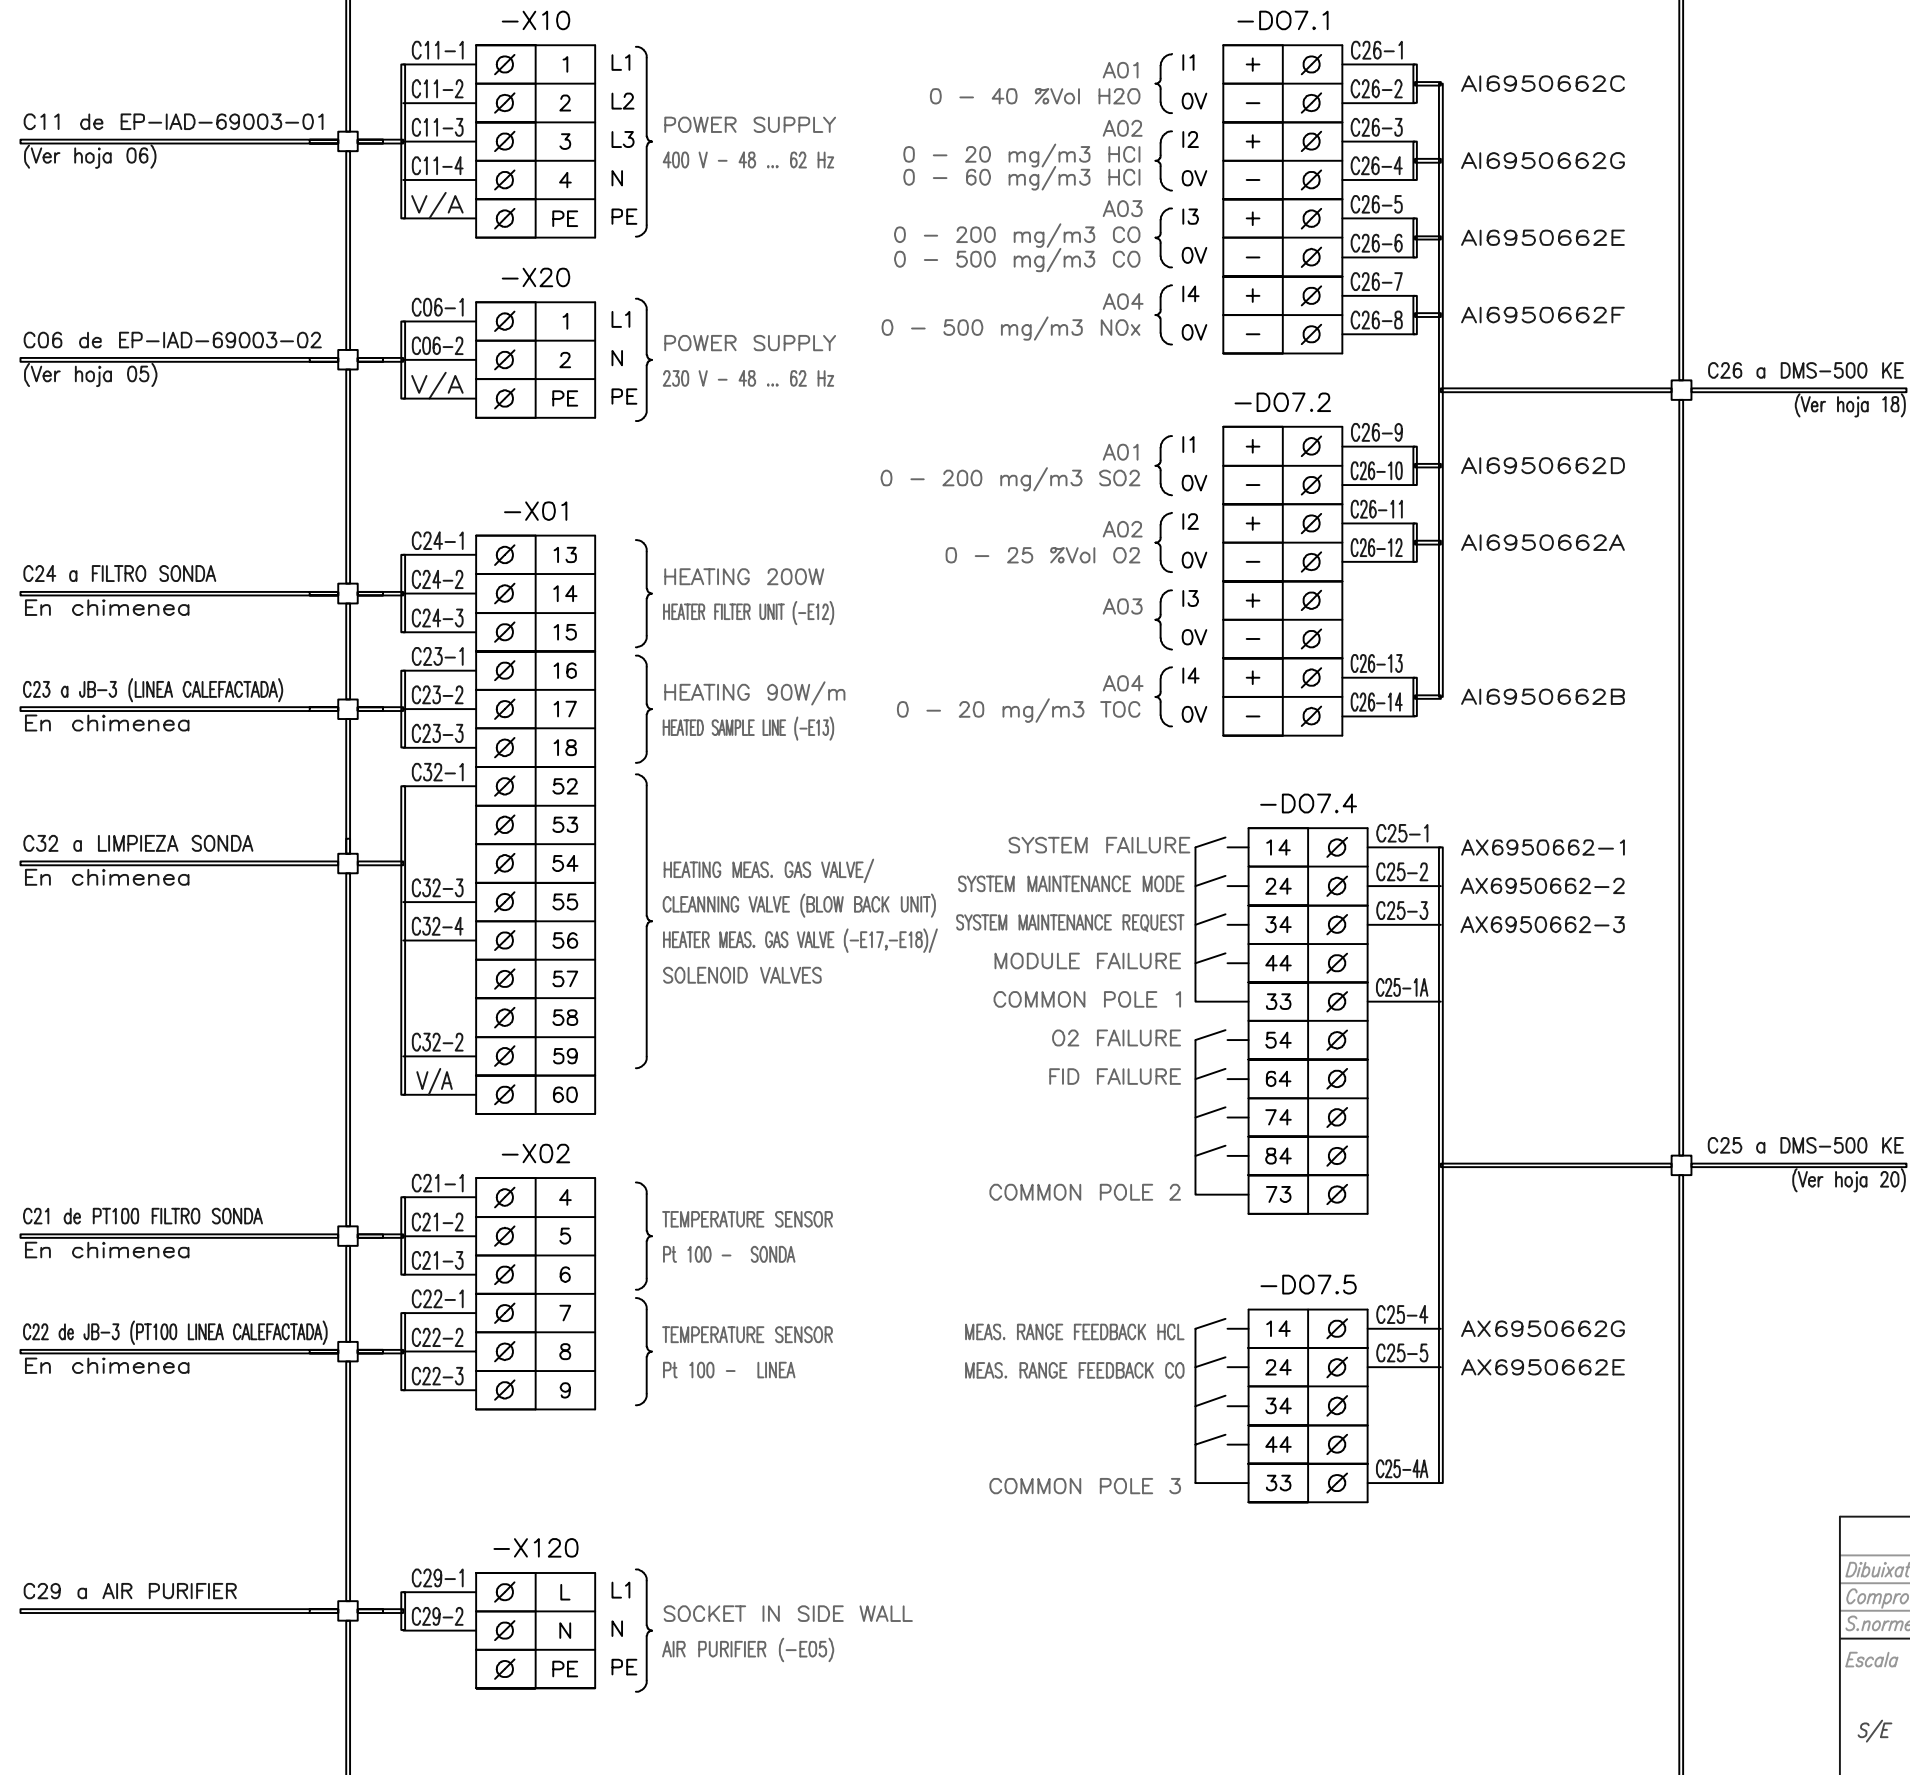 -X10
C11-1 1 L1
C11-2 2 L2
C11-3 3 L3
C11-4 4 N
V/A PE PE
C11 de EP-IAD-69003-01
(Ver hoja 06)
POWER SUPPLY
400 V - 48 ... 62 Hz
-X20
C06-1 1 L1
C06-2 2 N
V/A PE PE
C06 de EP-IAD-69003-02
(Ver hoja 05)
POWER SUPPLY
230 V - 48 ... 62 Hz
-X01
C24-1 13
C24-2 14
C24-3 15
C24 a FILTRO SONDA
En chimenea
HEATING 200W
HEATER FILTER UNIT (-E12)
C23-1 16
C23-2 17
C23-3 18
C23 a JB-3 (LINEA CALEFACTADA)
En chimenea
HEATING 90W/m
HEATED SAMPLE LINE (-E13)
C32-1 52
53
54
C32-3 55
C32-4 56
57
58
C32-2 59
V/A 60
C32 a LIMPIEZA SONDA
En chimenea
HEATING MEAS. GAS VALVE/
CLEANNING VALVE (BLOW BACK UNIT)
HEATER MEAS. GAS VALVE (-E17,-E18)/
SOLENOID VALVES
-X02
C21-1 4
C21-2 5
C21-3 6
C21 de PT100 FILTRO SONDA
En chimenea
TEMPERATURE SENSOR
Pt 100 - SONDA
C22-1 7
C22-2 8
C22-3 9
C22 de JB-3 (PT100 LINEA CALEFACTADA)
En chimenea
TEMPERATURE SENSOR
Pt 100 - LINEA
-X120
C29-1 L L1
C29-2 N N
PE PE
C29 a AIR PURIFIER
SOCKET IN SIDE WALL
AIR PURIFIER (-E05)
-DO7.1
AO1
0 - 40 %Vol H2O
I1 + C26-1
0V - C26-2
AI6950662C
AO2
0 - 20 mg/m3 HCl
0 - 60 mg/m3 HCl
I2 + C26-3
0V - C26-4
AI6950662G
AO3
0 - 200 mg/m3 CO
0 - 500 mg/m3 CO
I3 + C26-5
0V - C26-6
AI6950662E
AO4
0 - 500 mg/m3 NOx
I4 + C26-7
0V - C26-8
AI6950662F
C26 a DMS-500 KE
(Ver hoja 18)
-DO7.2
AO1
0 - 200 mg/m3 SO2
I1 + C26-9
0V - C26-10
AI6950662D
AO2
0 - 25 %Vol O2
I2 + C26-11
0V - C26-12
AI6950662A
AO3
I3 +
0V -
AO4
0 - 20 mg/m3 TOC
I4 + C26-13
0V - C26-14
AI6950662B
-DO7.4
SYSTEM FAILURE 14 C25-1 AX6950662-1
SYSTEM MAINTENANCE MODE 24 C25-2 AX6950662-2
SYSTEM MAINTENANCE REQUEST 34 C25-3 AX6950662-3
MODULE FAILURE 44
COMMON POLE 1 33 C25-1A
O2 FAILURE 54
FID FAILURE 64
74
84
COMMON POLE 2 73
C25 a DMS-500 KE
(Ver hoja 20)
-DO7.5
MEAS. RANGE FEEDBACK HCL 14 C25-4 AX6950662G
MEAS. RANGE FEEDBACK CO 24 C25-5 AX6950662E
34
44
COMMON POLE 3 33 C25-4A
Dibuixat
Compro
S.norme
Escala
S/E